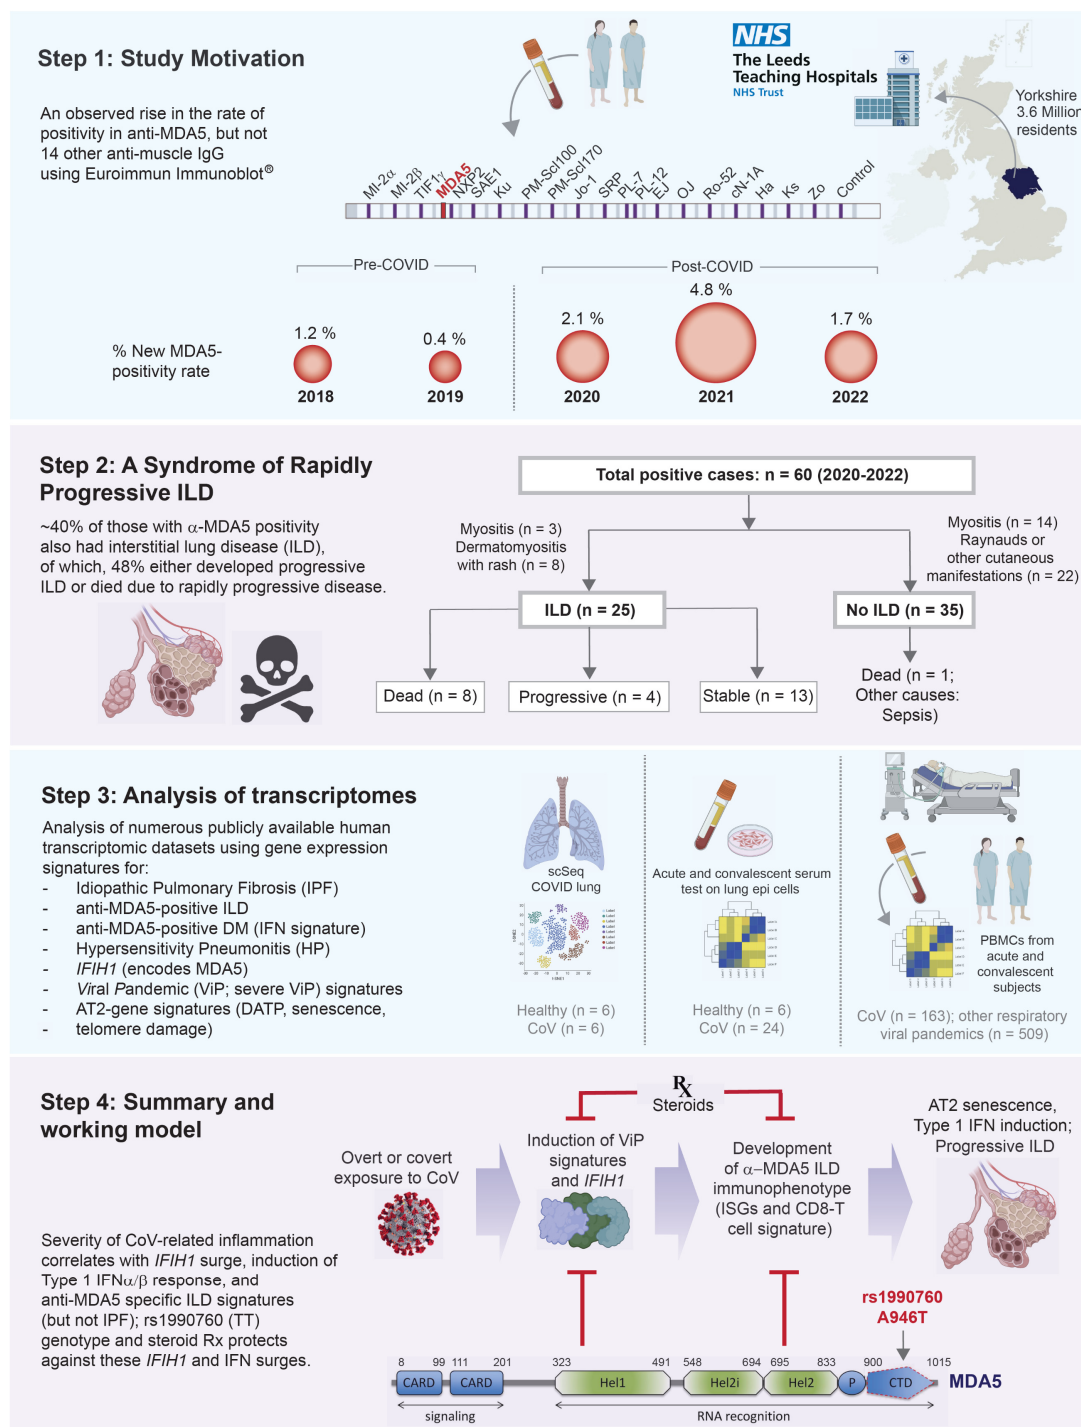 Step 1: Study Motivation
An observed rise in the rate of
positivity in anti-MDA5, but not
14 other anti-muscle IgG
using Euroimmun Immunoblot®
NHS
The Leeds
Teaching Hospitals
NHS Trust
Yorkshire
3.6 Million
residents
MI-2α
MI-2β
TIF1γ
MDA5
NXP2
SAE1
Ku
PM-Scl100
PM-Scl170
Jo-1
SRP
PL-7
PL-12
EJ
OJ
Ro-52
cN-1A
Ha
Ks
Zo
Control
Pre-COVID
Post-COVID
% New MDA5-
positivity rate
1.2 %
0.4 %
2.1 %
4.8 %
1.7 %
2018
2019
2020
2021
2022
Step 2: A Syndrome of Rapidly
Progressive ILD
~40% of those with α-MDA5 positivity
also had interstitial lung disease (ILD),
of which, 48% either developed progressive
ILD or died due to rapidly progressive disease.
Total positive cases: n = 60 (2020-2022)
Myositis (n = 3)
Dermatomyositis
with rash (n = 8)
Myositis (n = 14)
Raynauds or
other cutaneous
manifestations (n = 22)
ILD (n = 25)
No ILD (n = 35)
Dead (n = 8)
Progressive (n = 4)
Stable (n = 13)
Dead (n = 1;
Other causes:
Sepsis)
Step 3: Analysis of transcriptomes
Analysis of numerous publicly available human
transcriptomic datasets using gene expression
signatures for:
- Idiopathic Pulmonary Fibrosis (IPF)
- anti-MDA5-positive ILD
- anti-MDA5-positive DM (IFN signature)
- Hypersensitivity Pneumonitis (HP)
- IFIH1 (encodes MDA5)
- Viral Pandemic (ViP; severe ViP) signatures
- AT2-gene signatures (DATP, senescence,
- telomere damage)
scSeq
COVID lung
Healthy (n = 6)
CoV (n = 6)
Acute and convalescent serum
test on lung epi cells
Healthy (n = 6)
CoV (n = 24)
PBMCs from
acute and
convalescent
subjects
CoV (n = 163); other respiratory
viral pandemics (n = 509)
Step 4: Summary and
working model
Severity of CoV-related inflammation
correlates with IFIH1 surge, induction of
Type 1 IFNα/β response, and
anti-MDA5 specific ILD signatures
(but not IPF); rs1990760 (TT)
genotype and steroid Rx protects
against these IFIH1 and IFN surges.
Rx
Steroids
Overt or covert
exposure to CoV
Induction of ViP
signatures
and IFIH1
Development
of α–MDA5 ILD
immunophenotype
(ISGs and CD8-T
cell signature)
AT2 senescence,
Type 1 IFN induction;
Progressive ILD
rs1990760
A946T
8 99 111 201 323 491 548 694 695 833 900 1015
CARD CARD Hel1 Hel2i Hel2 P CTD MDA5
signaling RNA recognition